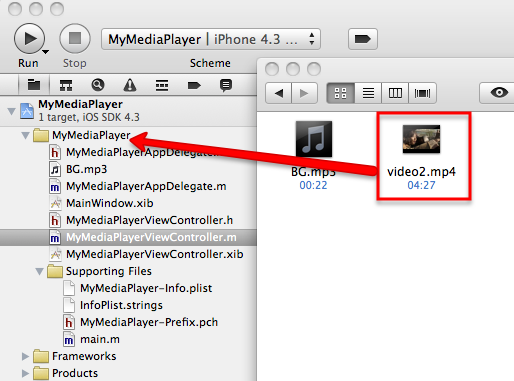 MyMediaPlayer | iPhone 4.3 ...
Run
Stop
Scheme
MyMediaPlayer
1 target, iOS SDK 4.3
MyMediaPlayer
MyMediaPlayerAppDelegate.h
BG.mp3
MyMediaPlayerAppDelegate.m
MainWindow.xib
MyMediaPlayerViewController.h
MyMediaPlayerViewController.m
MyMediaPlayerViewController.xib
Supporting Files
MyMediaPlayer-Info.plist
InfoPlist.strings
MyMediaPlayer-Prefix.pch
main.m
Frameworks
Products
BG.mp3
00:22
video2.mp4
04:27